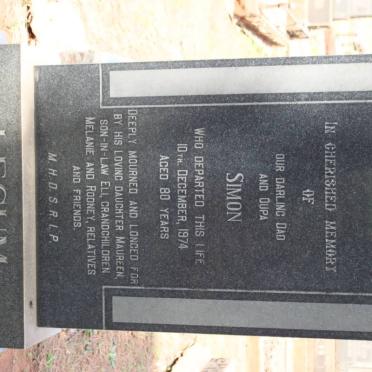 IN CHERISHED MEMORY
OF
OUR DARLING DAD
AND OUPA
SIMON
WHO DEPARTED THIS LIFE
10TH DECEMBER, 1974
AGED 80 YEARS
DEEPLY MOURNED AND LONGED FOR
BY HIS LOVING DAUGHTER MAUREEN,
SON-IN-LAW ELI, GRANDCHILDREN
MELANIE AND RODNEY, RELATIVES
AND FRIENDS.
M.H.D.S.R.I.P.